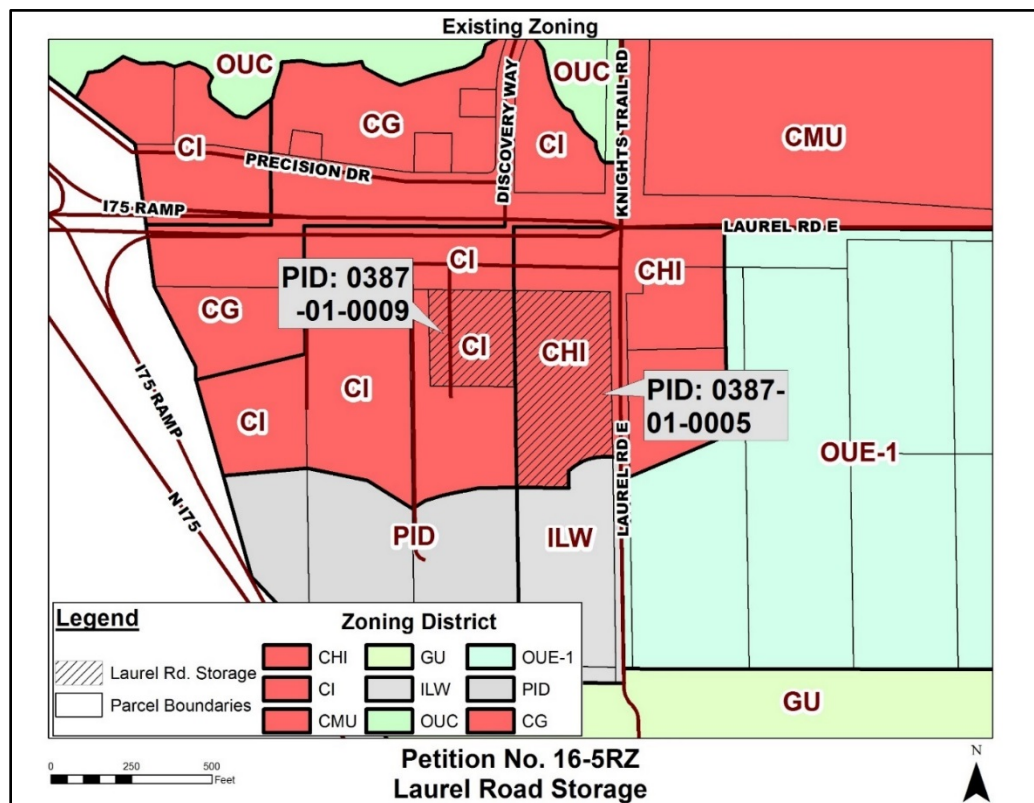 Existing Zoning
OUC
OUC
CG
CI
CI
CMU
PRECISION DR
DISCOVERY WAY
KNIGHTS TRAIL RD
I75 RAMP
LAUREL RD E
CI
CHI
PID: 0387
-01-0009
CG
CI
CHI
CI
PID: 0387-
01-0005
CI
I75 RAMP
OUE-1
LAUREL RD E
N I75
PID
ILW
Legend
Zoning District
Laurel Rd. Storage
Parcel Boundaries
CHI
GU
OUE-1
CI
ILW
PID
CMU
OUC
CG
GU
Petition No. 16-5RZ
Laurel Road Storage
0 250 500
Feet
N